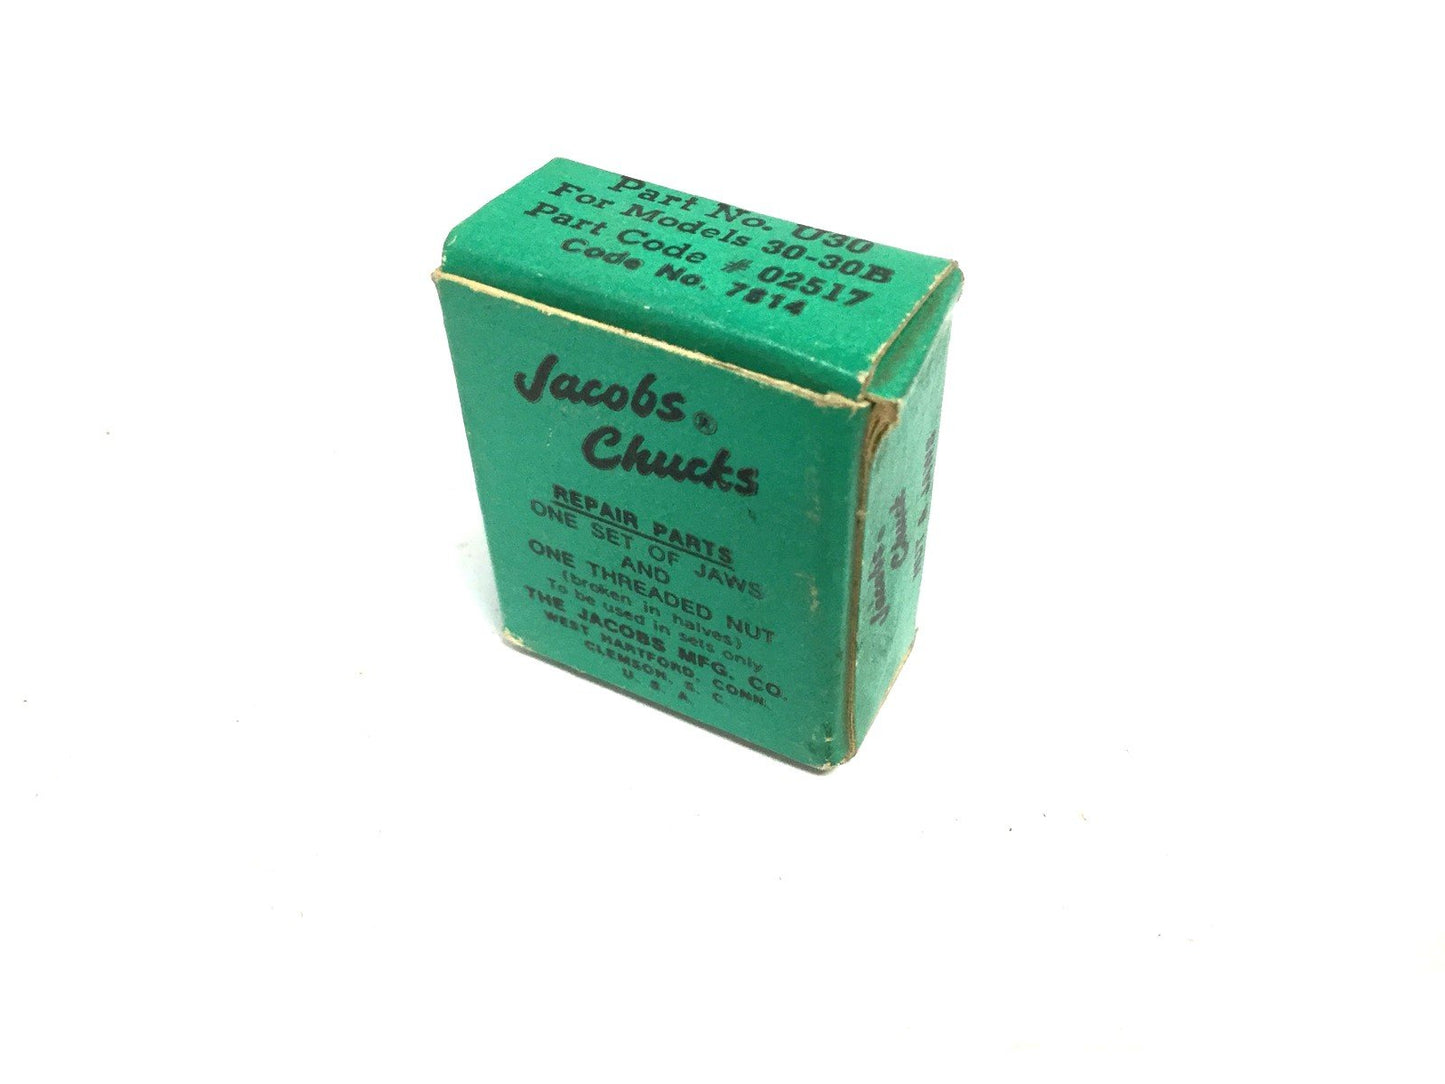 Part No. U30
For Models 30-30B
Part Code # 02517
Code No. 7614
Jacobs®
Chucks
REPAIR PARTS
ONE SET OF JAWS
AND
ONE THREADED NUT
(broken in halves)
To be used in sets only
THE JACOBS MFG. CO.
WEST HARTFORD, CONN.
CLEMSON, S. C.
U. S. A.
Chuck